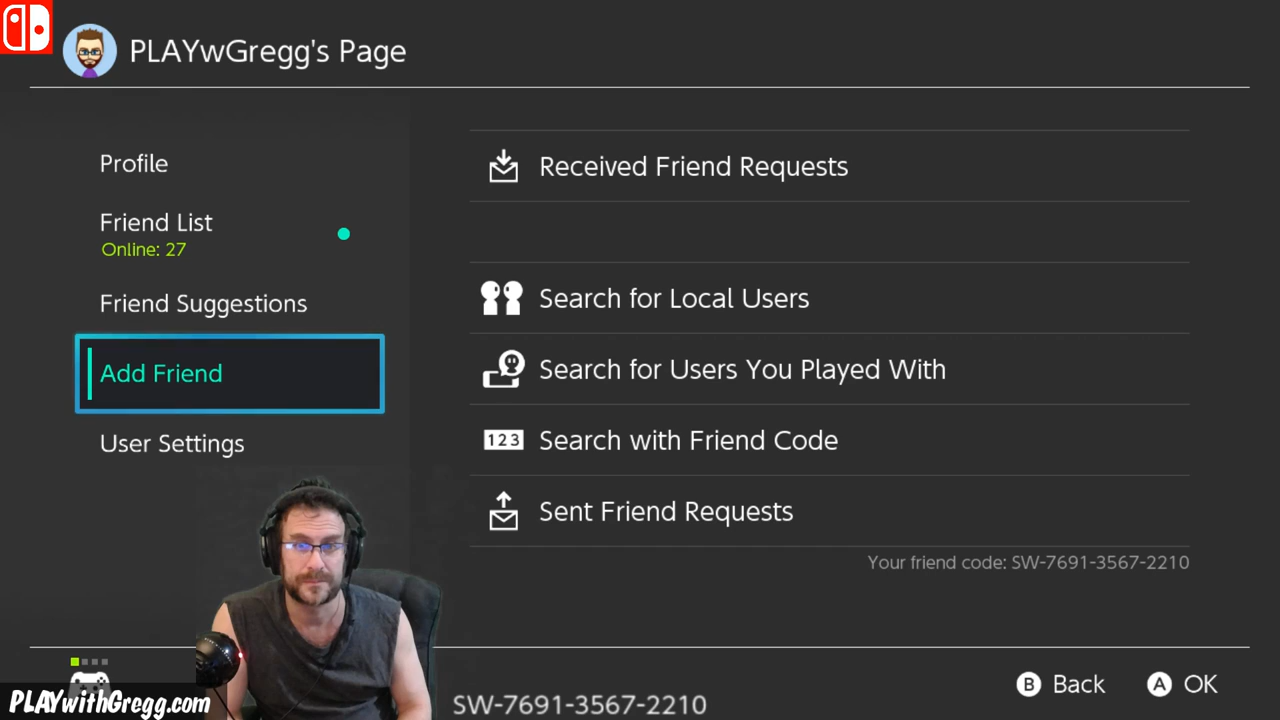 PLAYwGregg's Page
Profile
Friend List
Online: 27
Friend Suggestions
Add Friend
User Settings
Received Friend Requests
Search for Local Users
Search for Users You Played With
123 Search with Friend Code
Sent Friend Requests
Your friend code: SW-7691-3567-2210
B Back A OK
PLAYwithGregg.com
SW-7691-3567-2210